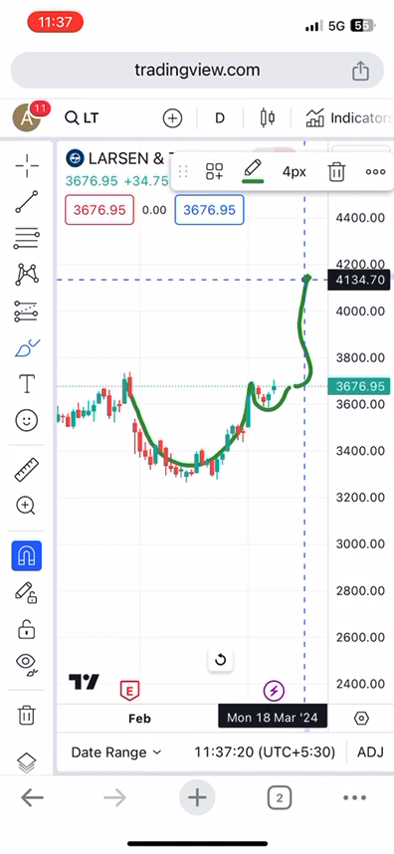 11:37
5G 55
tradingview.com
A 11 LT D Indicator
LARSEN & T
3676.95 +34.75
4px
3676.95 0.00 3676.95
4400.00
4200.00
4134.70
4000.00
3800.00
3676.95
3600.00
3400.00
3200.00
3000.00
2800.00
2600.00
2400.00
T
E
Feb
Mon 18 Mar '24
Date Range 11:37:20 (UTC+5:30) ADJ
2